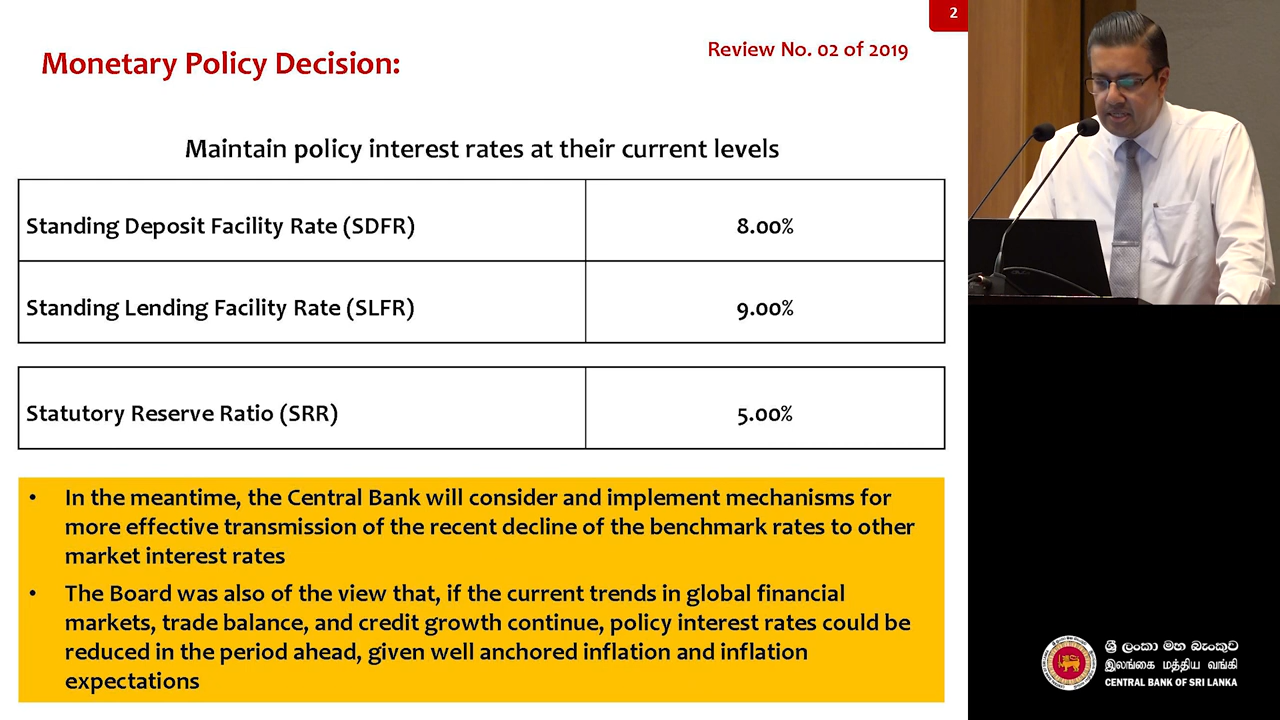 2
Monetary Policy Decision:
Review No. 02 of 2019
Maintain policy interest rates at their current levels
Standing Deposit Facility Rate (SDFR) 8.00%
Standing Lending Facility Rate (SLFR) 9.00%
Statutory Reserve Ratio (SRR) 5.00%
• In the meantime, the Central Bank will consider and implement mechanisms for
more effective transmission of the recent decline of the benchmark rates to other
market interest rates
• The Board was also of the view that, if the current trends in global financial
markets, trade balance, and credit growth continue, policy interest rates could be
reduced in the period ahead, given well anchored inflation and inflation
expectations
ශ්‍රී ලංකා මහ බැංකුව
இலங்கை மத்திய வங்கி
CENTRAL BANK OF SRI LANKA